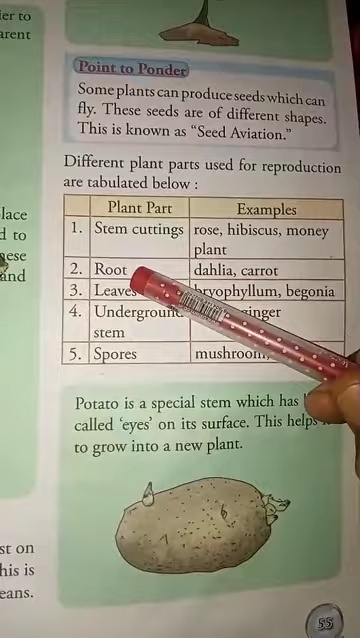 ier to
arent
Point to Ponder
Some plants can produce seeds which can
fly. These seeds are of different shapes.
This is known as “Seed Aviation.”
Different plant parts used for reproduction
are tabulated below :
Plant Part Examples
1. Stem cuttings rose, hibiscus, money
plant
2. Root dahlia, carrot
3. Leaves bryophyllum, begonia
4. Underground ginger
stem
5. Spores mushroom,
Potato is a special stem which has
called ‘eyes’ on its surface. This helps
to grow into a new plant.
lace
d to
nese
and
st on
his is
eans.
55